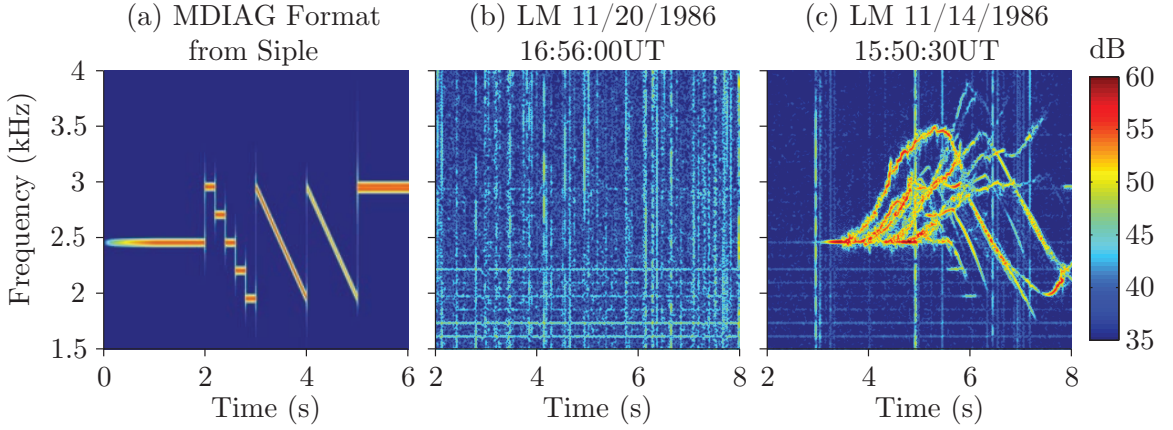 (a) MDIAG Format
from Siple
(b) LM 11/20/1986
16:56:00UT
(c) LM 11/14/1986
15:50:30UT
dB
Frequency (kHz)
4
3.5
3
2.5
2
1.5
0 2 4 6
2 4 6 8
2 4 6 8
Time (s)
Time (s)
Time (s)
60
55
50
45
40
35